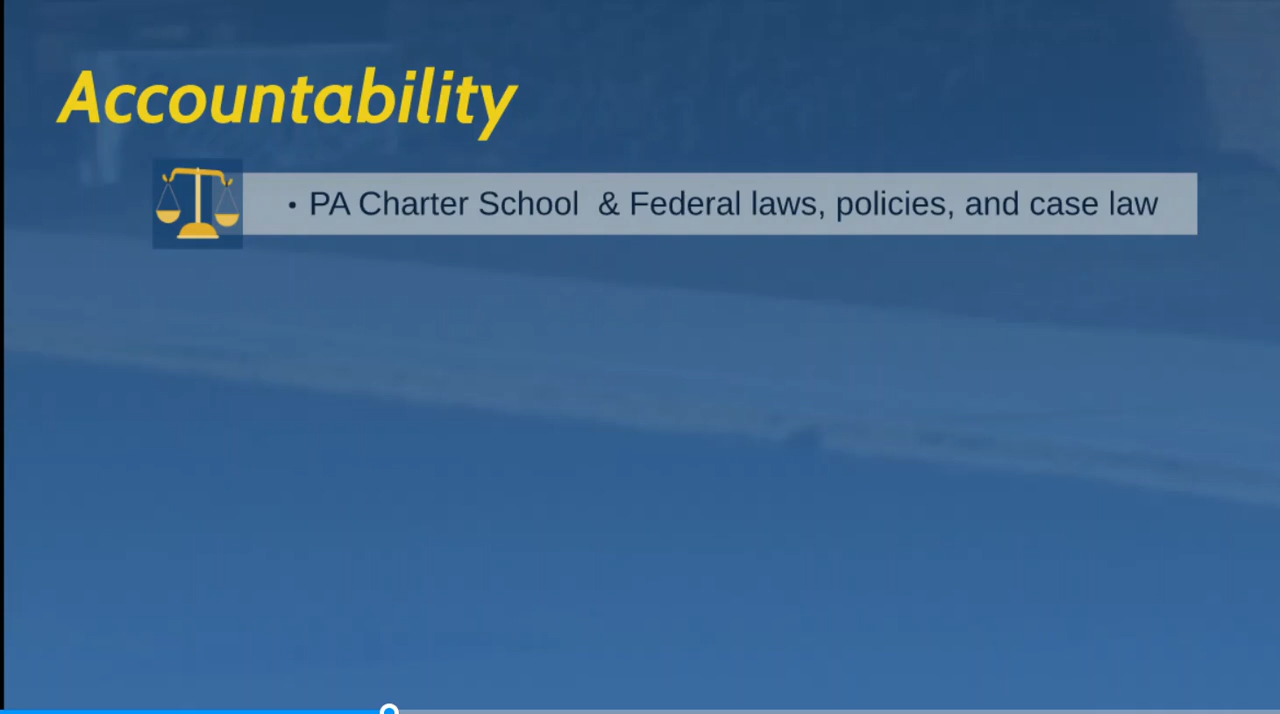 Accountability
• PA Charter School  & Federal laws, policies, and case law